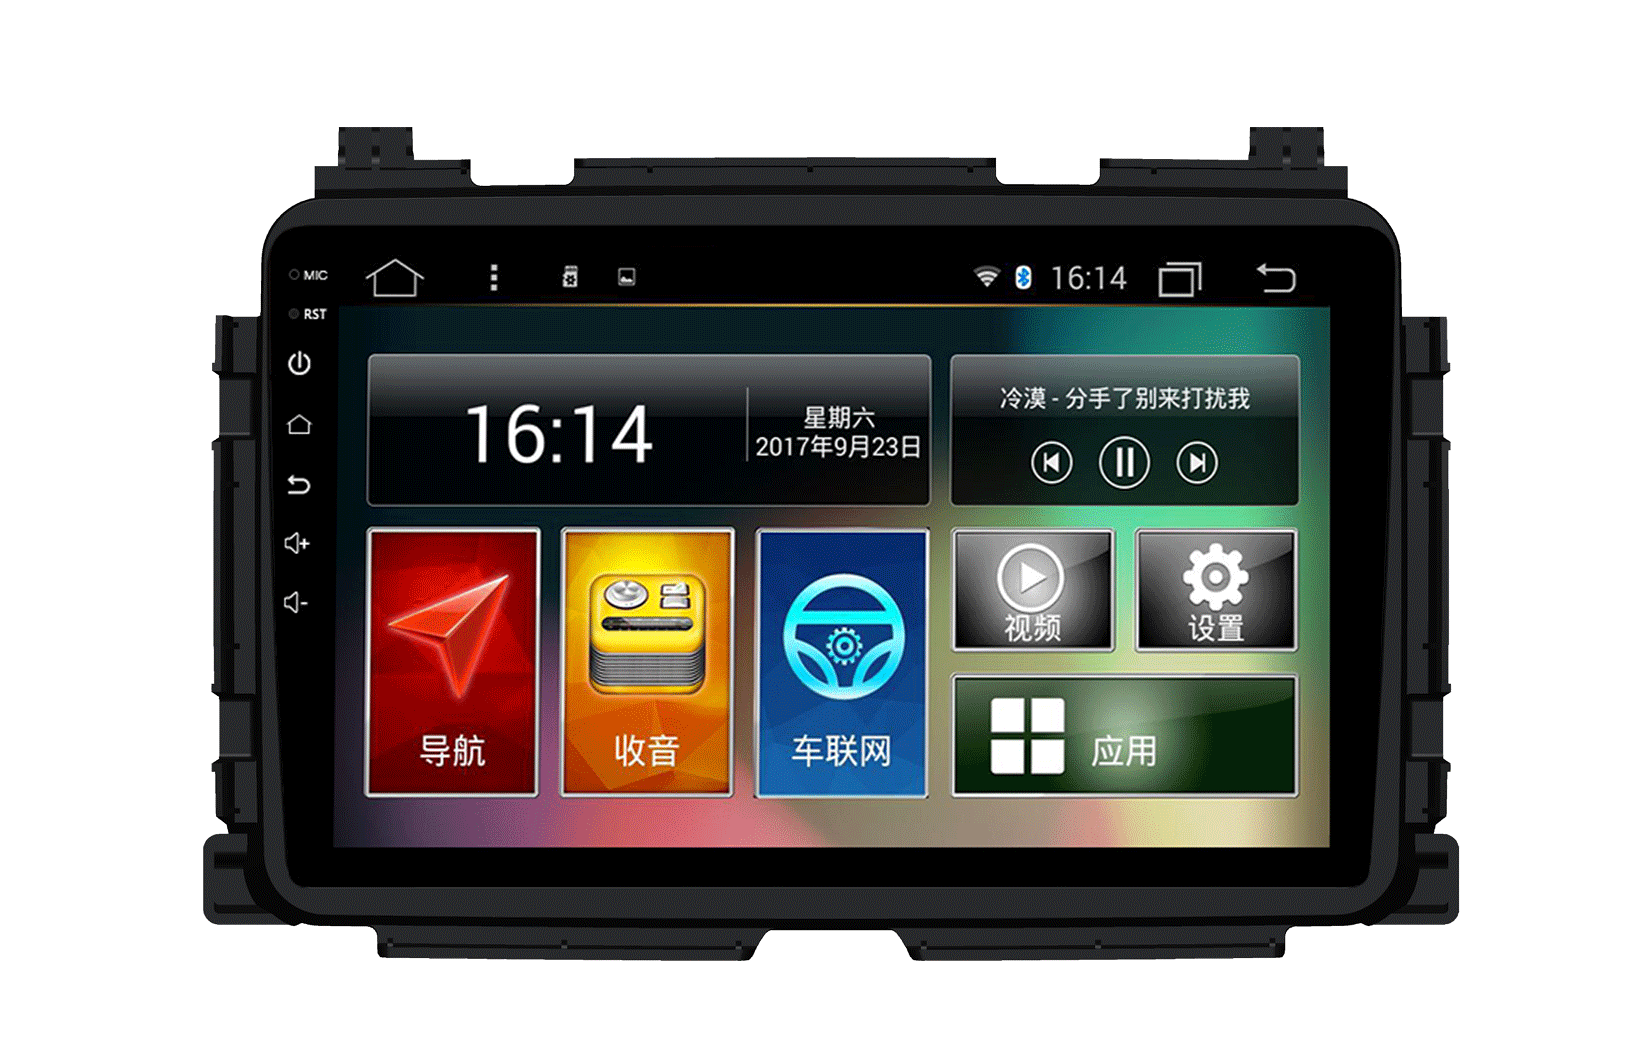 MIC
RST
16:14
16:14
星期六
2017年9月23日
冷漠 - 分手了别来打扰我
视频
设置
导航
收音
车联网
应用